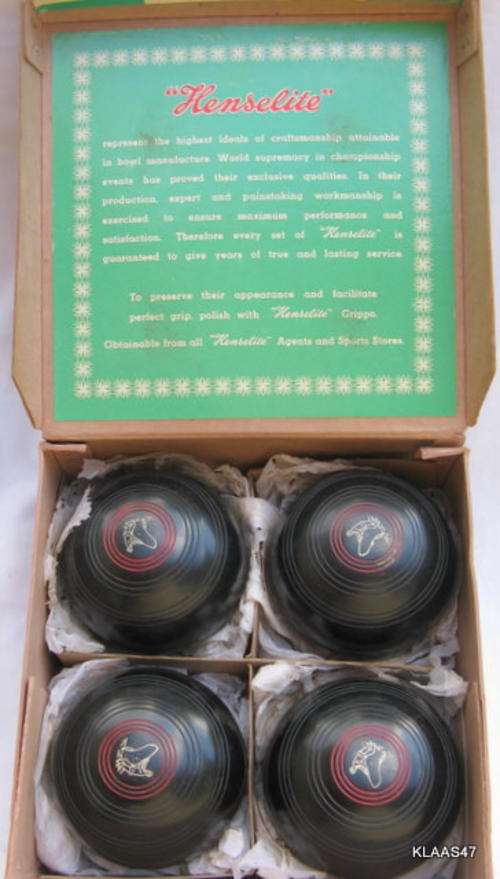 "Henselite"
represents the highest ideals of craftsmanship attainable
in bowl manufacture World supremacy in championship
events has proved their exclusive qualities. In their
production, expert and painstaking workmanship is
exercised to ensure maximum performance and
satisfaction. Therefore every set of "Henselite" is
guaranteed to give years of true and lasting service
To preserve their appearance and facilitate
perfect grip, polish with "Henselite" Grippo
Obtainable from all "Henselite" Agents and Sports Stores.
KLAAS47